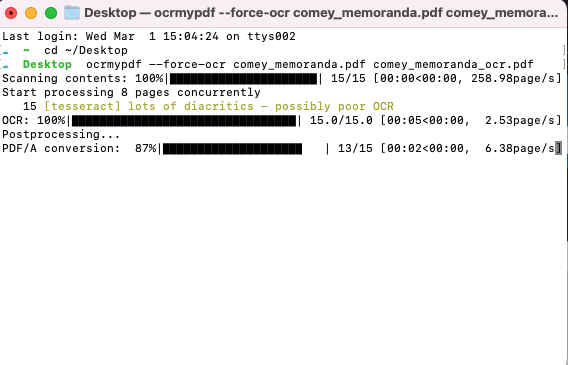 Desktop — ocrmypdf --force-ocr comey_memoranda.pdf comey_memora...
Last login: Wed Mar  1 15:04:24 on ttys002
~  cd ~/Desktop
Desktop  ocrmypdf --force-ocr comey_memoranda.pdf comey_memoranda_ocr.pdf
Scanning contents: 100%|██████████████████████| 15/15 [00:00<00:00, 258.98page/s]
Start processing 8 pages concurrently
   15 [tesseract] lots of diacritics - possibly poor OCR
OCR: 100%|█████████████████████████████████| 15.0/15.0 [00:05<00:00,  2.53page/s]
Postprocessing...
PDF/A conversion:  87%|█████████████████████   | 13/15 [00:02<00:00,  6.38page/s]